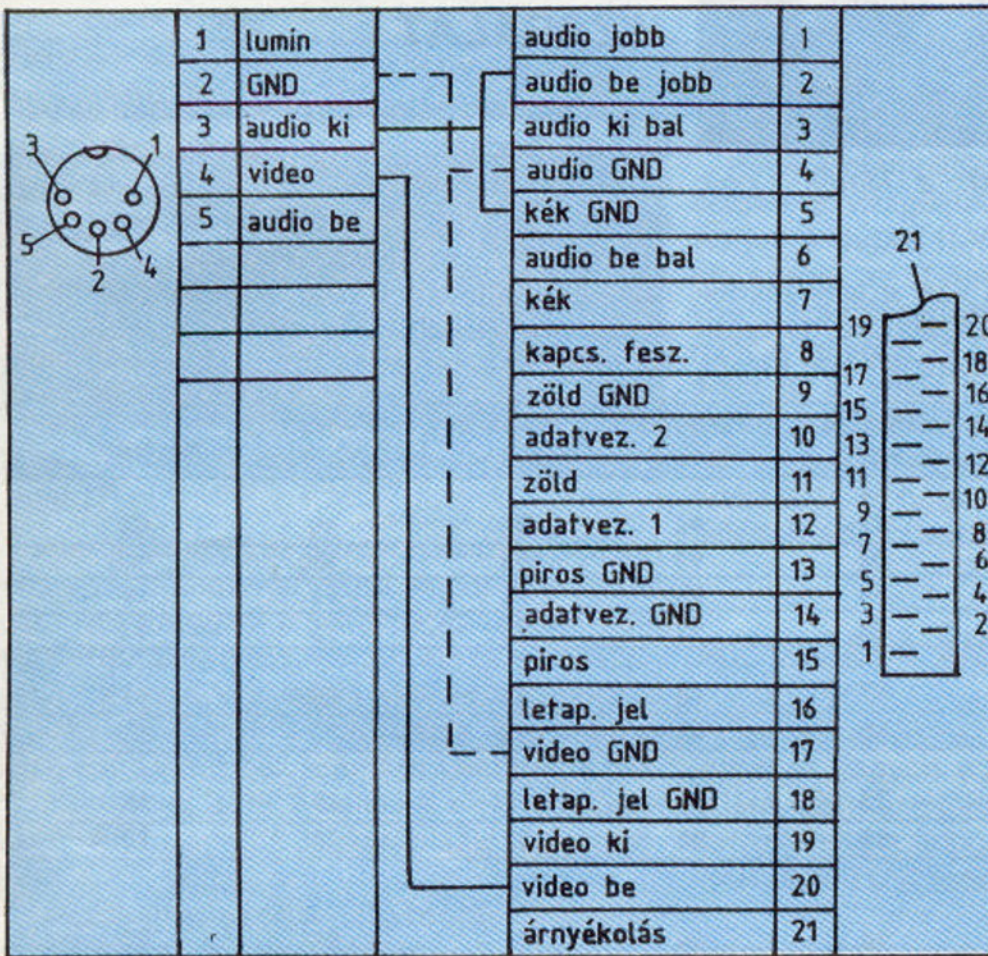 1 lumin
2 GND
3 audio ki
4 video
5 audio be
3
1
5
2
4
audio jobb 1
audio be jobb 2
audio ki bal 3
audio GND 4
kék GND 5
audio be bal 6
kék 7
kapcs. fesz. 8
zöld GND 9
adatvez. 2 10
zöld 11
adatvez. 1 12
piros GND 13
adatvez. GND 14
piros 15
letap. jel 16
video GND 17
letap. jel GND 18
video ki 19
video be 20
árnyékolás 21
21
19
20
18
17
16
15
14
13
12
11
10
9
8
7
6
5
4
3
2
1